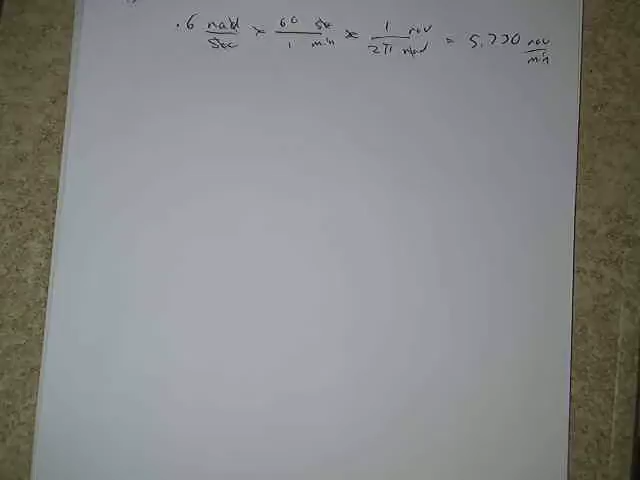 .6 rad/sec × 60 sec/1 min × 1 rev/2π rad = 5.730 rev/min